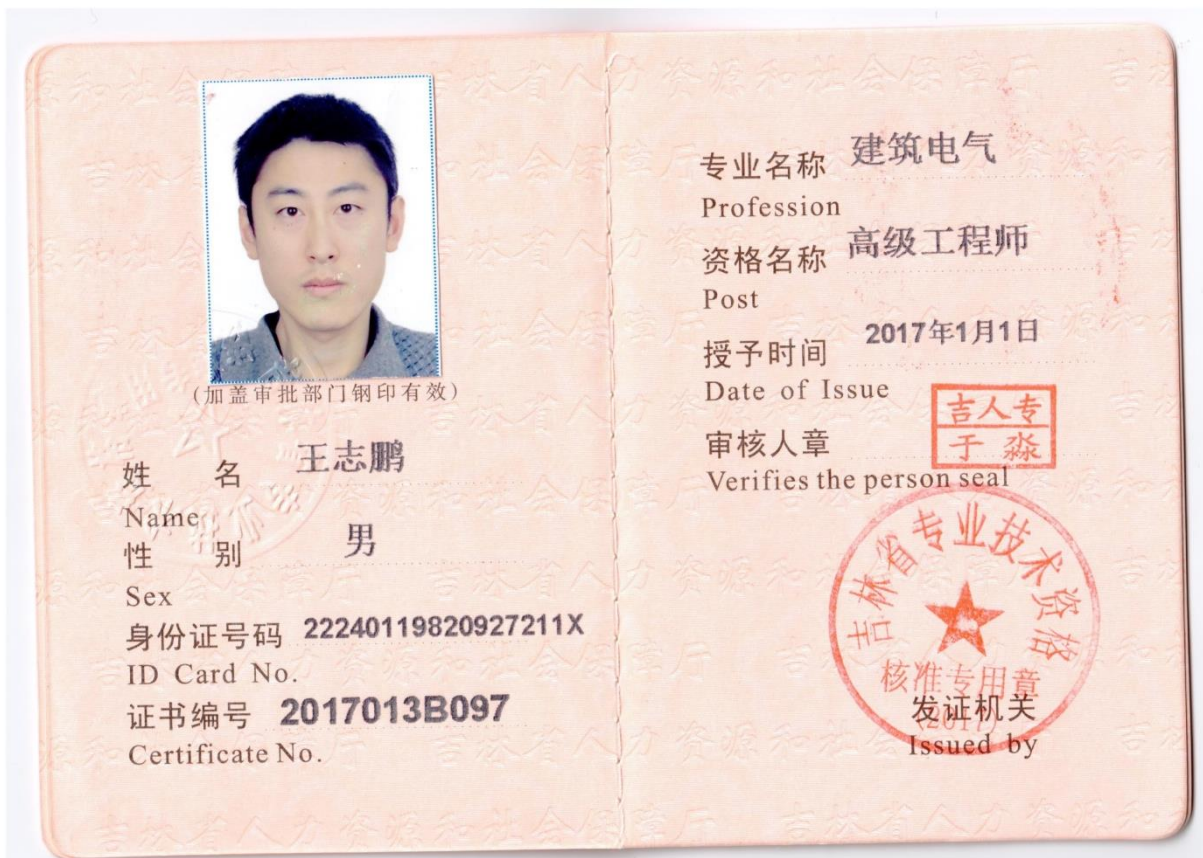 (加盖审批部门钢印有效)
姓 名 王志鹏
Name
性 别 男
Sex
身份证号码 22240119820927211X
ID Card No.
证书编号 2017013B097
Certificate No.
专业名称 建筑电气
Profession
资格名称 高级工程师
Post
授予时间 2017年1月1日
Date of Issue
吉人专
于淼
审核人章
Verifies the person seal
吉林省专业技术资格
核准专用章
(2017)
发证机关
Issued by